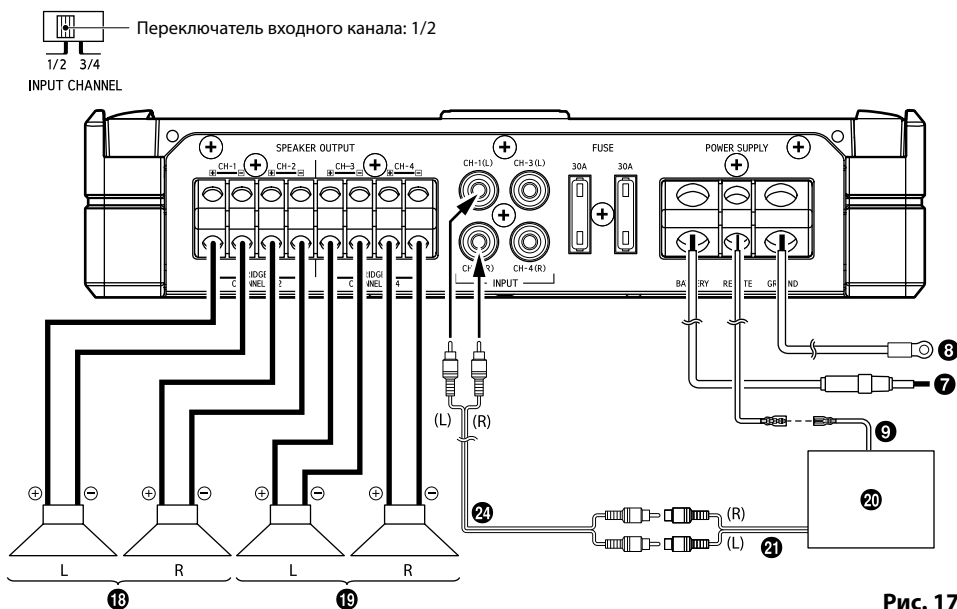 Переключатель входного канала: 1/2
1/2 3/4
INPUT CHANNEL
SPEAKER OUTPUT
CH-1 CH-2 CH-3 CH-4
CH-1(L) CH-3(L)
FUSE
30A 30A
POWER SUPPLY
CH-4(R)
INPUT
BATTERY
GROUND
(L) (R)
8
7
9
20
24
(R)
(L)
21
L R L R
18 19
Рис. 17